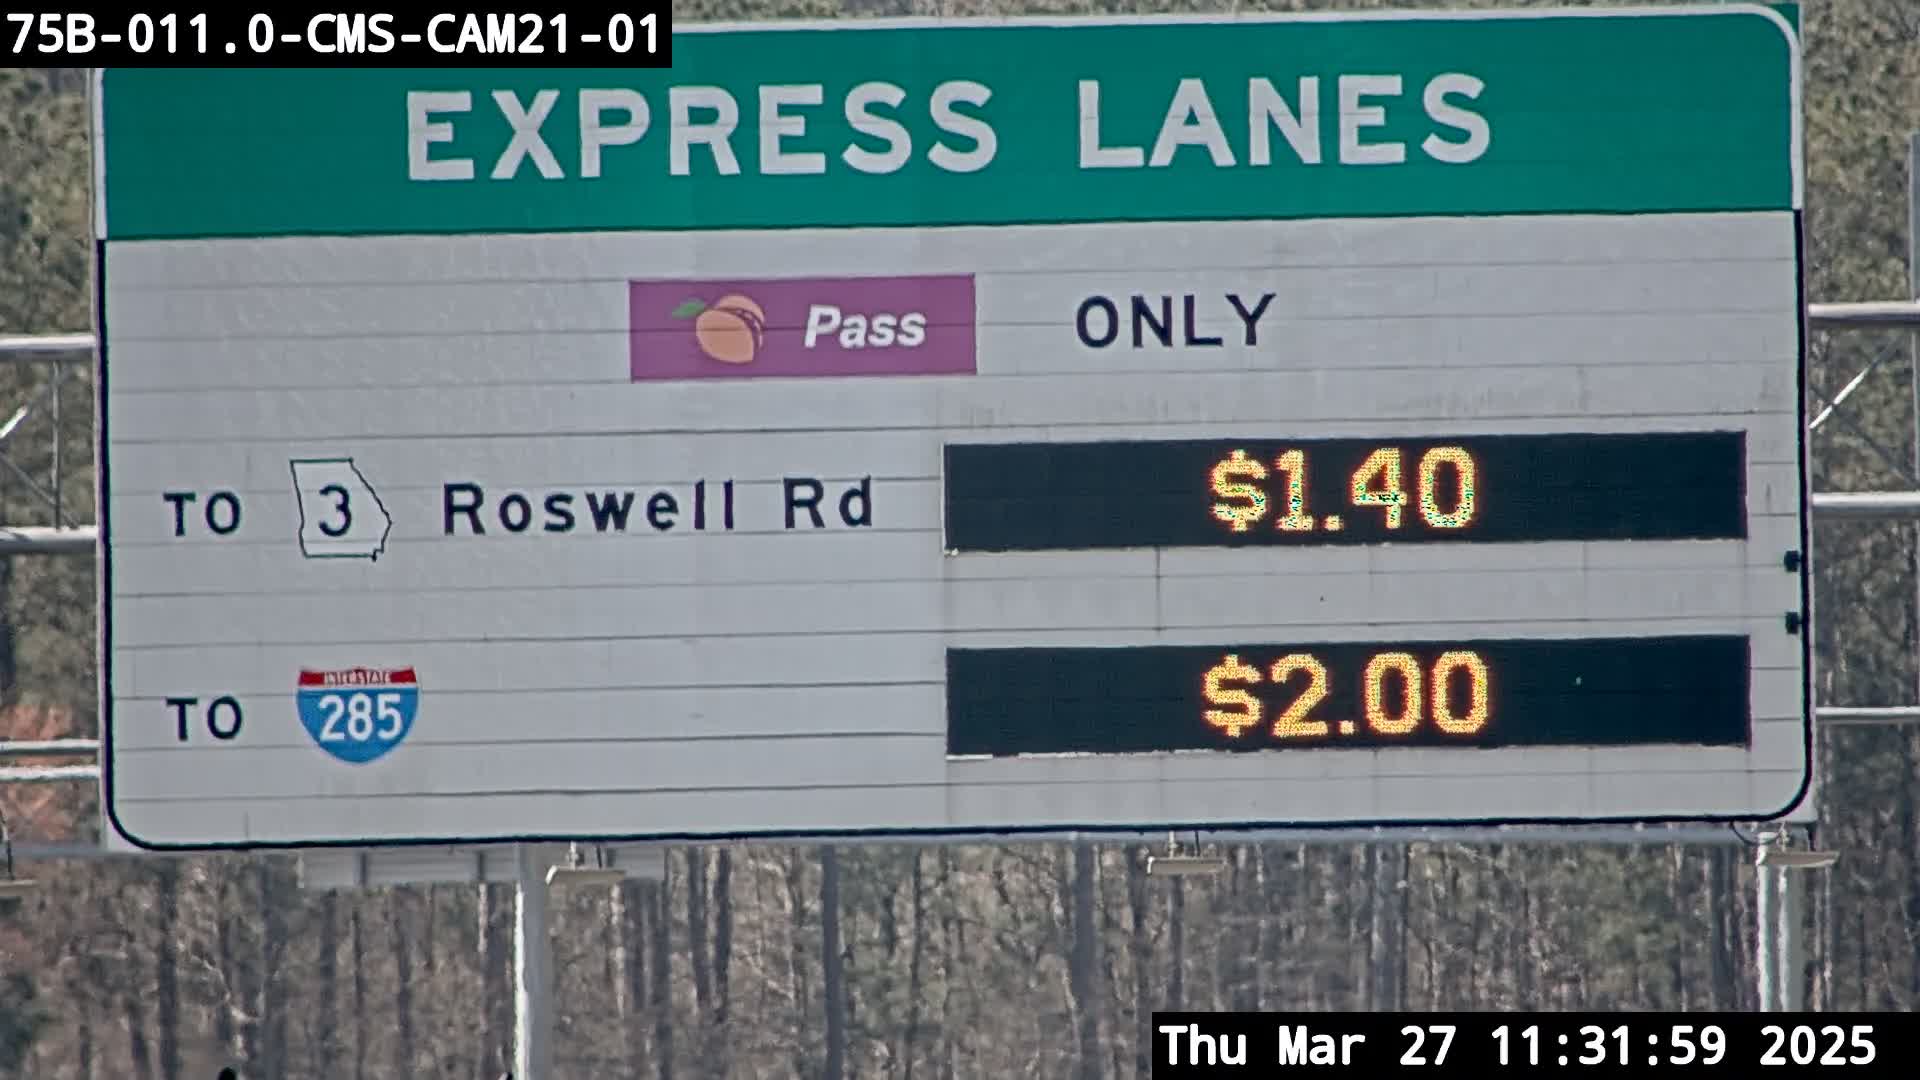 75B-011.0-CMS-CAM21-01
EXPRESS LANES
Pass ONLY
TO 3 Roswell Rd $1.40
TO INTERSTATE 285 $2.00
Thu Mar 27 11:31:59 2025